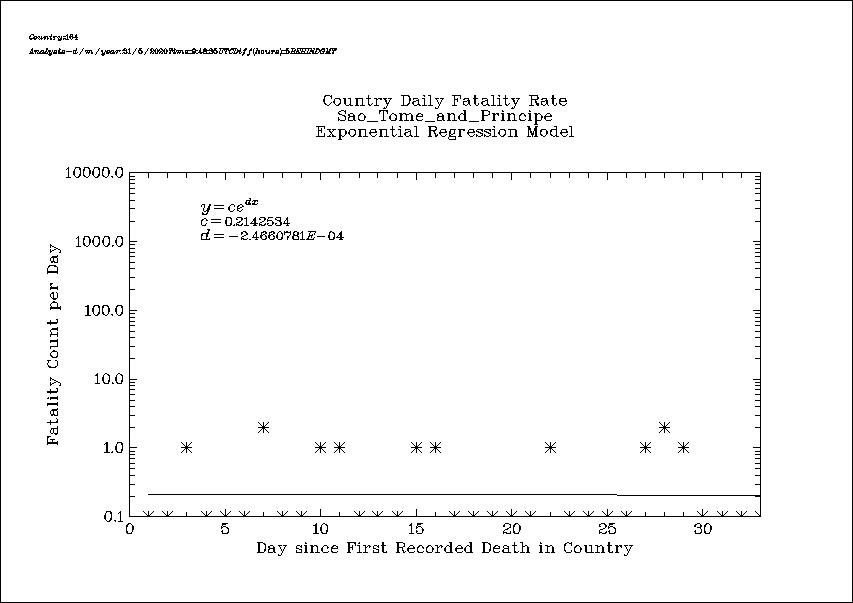 Country:164
Analysis-d/m/year:31/5/2020Time:9:48:35UTCDiff(hours):5BEHINDGMT
Country Daily Fatality Rate
Sao_Tome_and_Principe
Exponential Regression Model
10000.0
y=ce^dx
c=0.2142534
d=-2.4660781E-04
1000.0
100.0
10.0
1.0
0.1
Fatality Count per Day
0 5 10 15 20 25 30
Day since First Recorded Death in Country